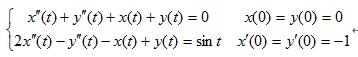 x″(t)+y″(t)+x(t)+y(t)=0 x(0)=y(0)=0
2x″(t)−y″(t)−x(t)+y(t)=sin t x′(0)=y′(0)=−1